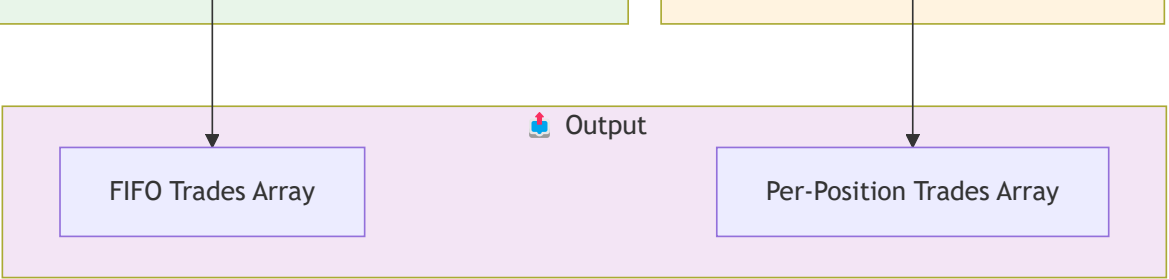 📤 Output
FIFO Trades Array
Per-Position Trades Array